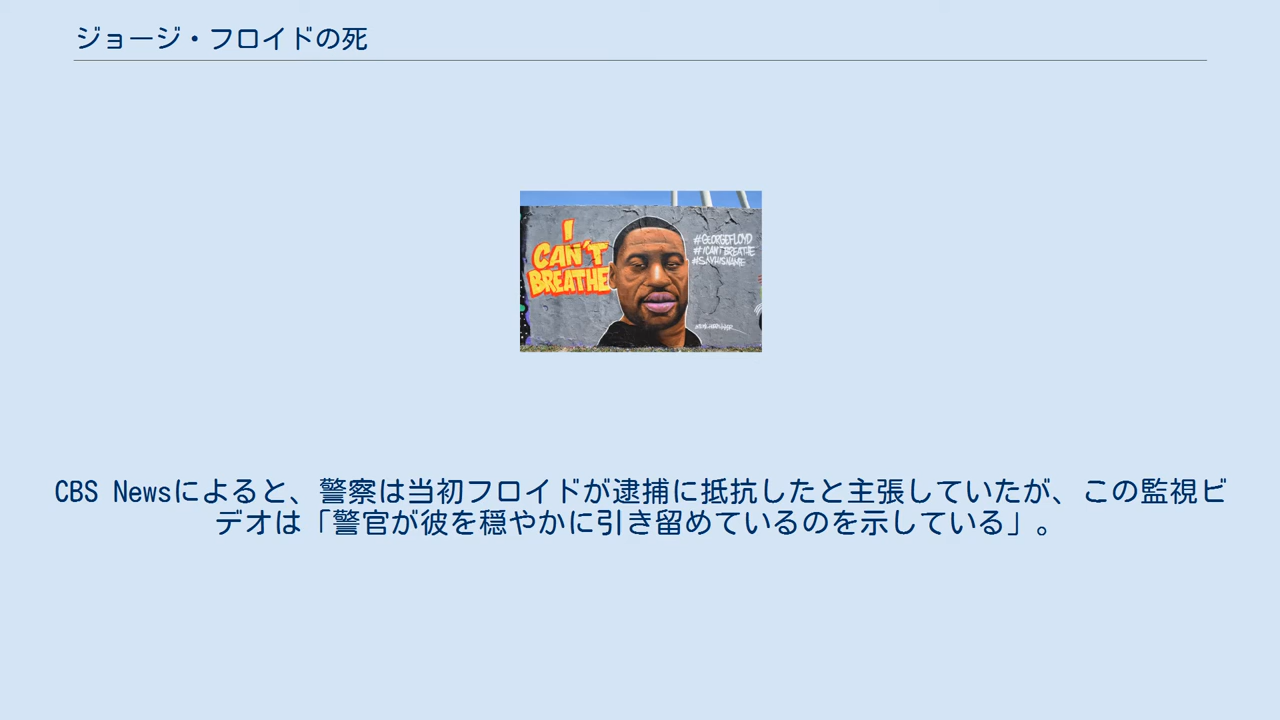 ジョージ・フロイドの死
I
CAN'T
BREATHE
#GEORGEFLOYD
#ICANTBREATHE
#SAYHISNAME
CBS Newsによると、警察は当初フロイドが逮捕に抵抗したと主張していたが、この監視ビ
デオは「警官が彼を穏やかに引き留めているのを示している」。